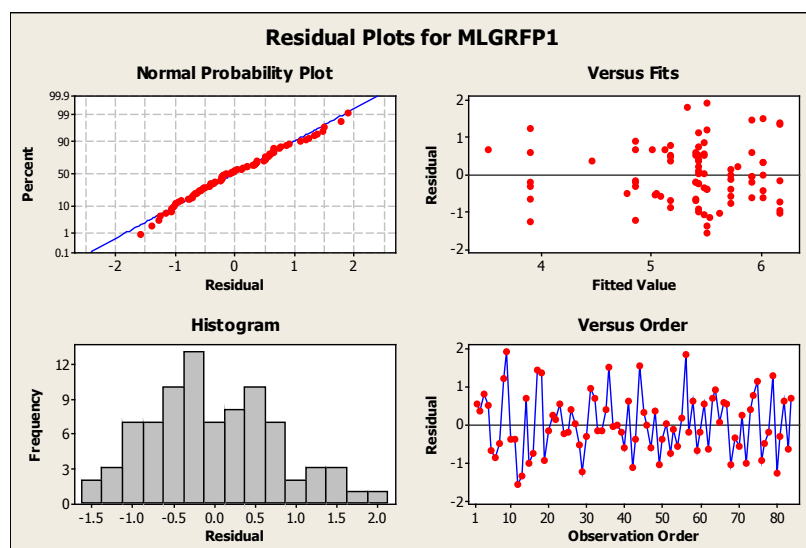 Residual Plots for MLGRFP1
Normal Probability Plot
Percent
99.9
99
90
50
10
1
0.1
-2 -1 0 1 2
Residual
Versus Fits
Residual
2
1
0
-1
-2
4 5 6
Fitted Value
Histogram
Frequency
12
9
6
3
0
-1.5 -1.0 -0.5 0.0 0.5 1.0 1.5 2.0
Residual
Versus Order
Residual
2
1
0
-1
-2
1 10 20 30 40 50 60 70 80
Observation Order